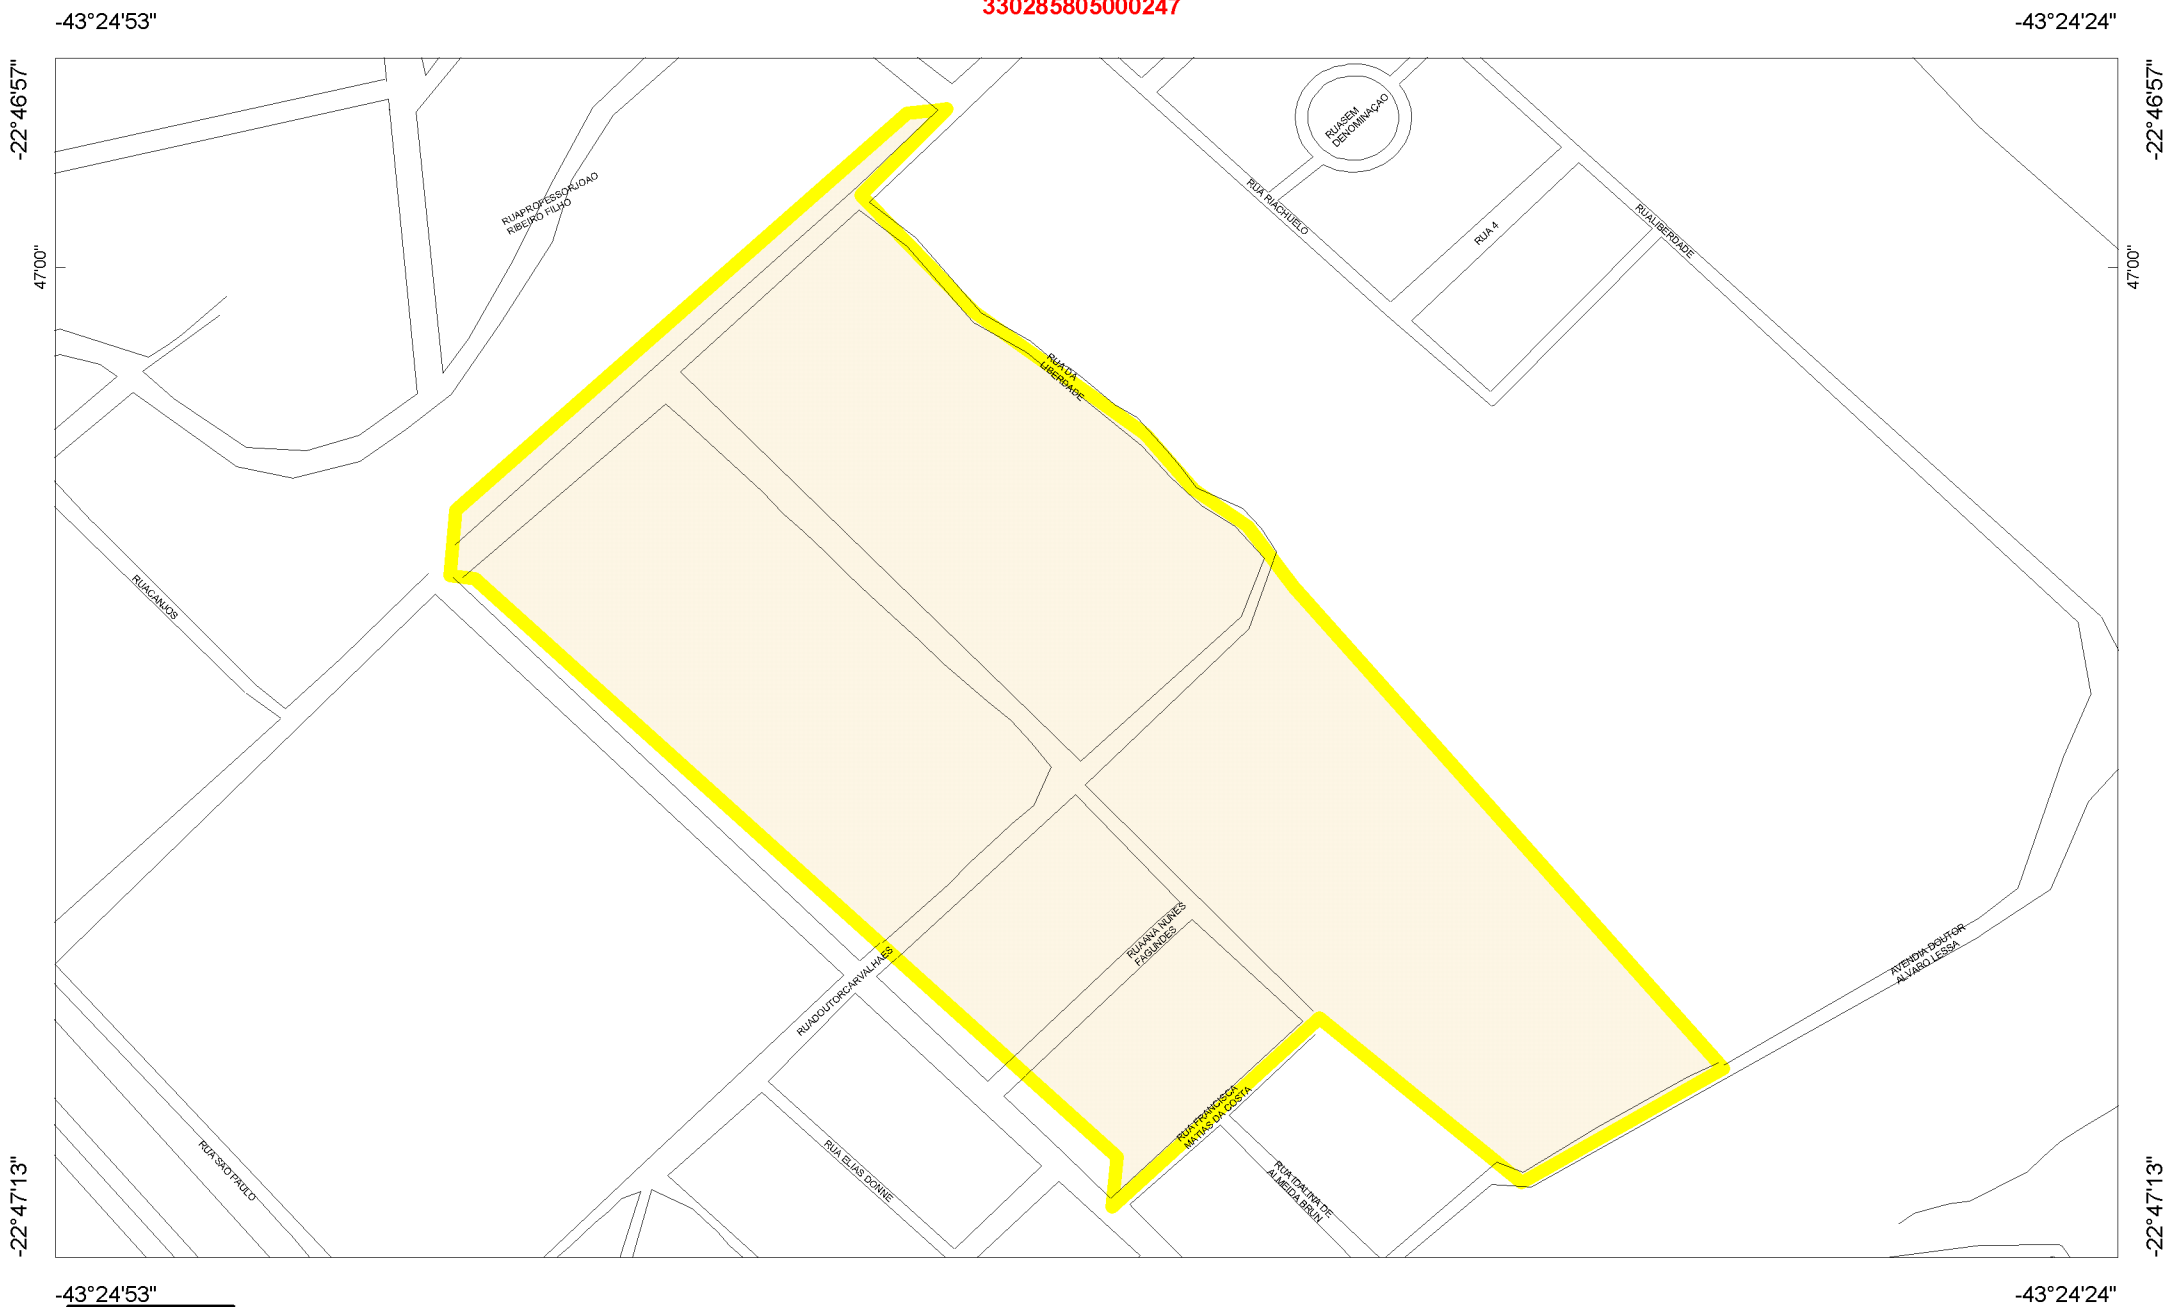 330285805000247
-43°24'53"
-43°24'24"
-22°46'57"
-22°46'57"
RUASEM
DENOMINAÇAO
RUAPROFESSORJOAO
RIBEIRO FILHO
RUA RIACHUELO
RUA 4
RUALIBERDADE
47'00"
47'00"
RUA DA
LIBERDADE
RUACANJOS
RUAANA NUNES
FAGUNDES
RUADOUTORCARVALHAES
AVENDIA DOUTOR
ALVARO LESSA
RUA FRANCISCA
MATIAS DA COSTA
RUA SAO PAULO
RUA ELIAS DONNE
RUA IDALINA DE
ALMEIDA BRUN
-22°47'13"
-22°47'13"
-43°24'53"
-43°24'24"